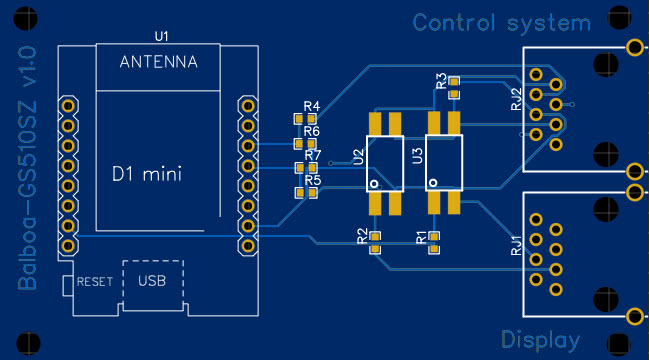 Control system
U1
ANTENNA
Balboa-GS510SZ v1.0
R3
RJ2
R4
R6
U2
U3
R7
D1 mini
R5
R2
R1
RJ1
RESET
USB
Display